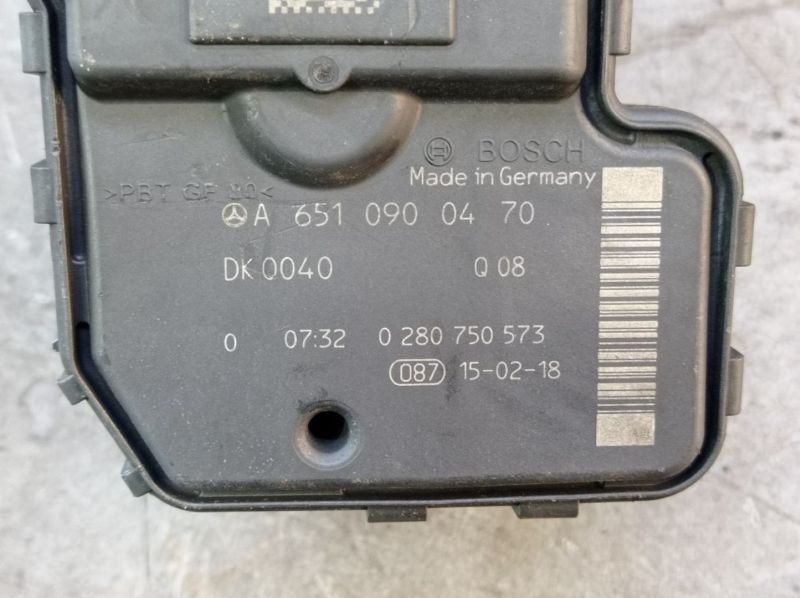 BOSCH
Made in Germany
>PBT GF 30<
A 651 090 04 70
DK 0040 Q 08
0 07:32 0 280 750 573
087 15-02-18